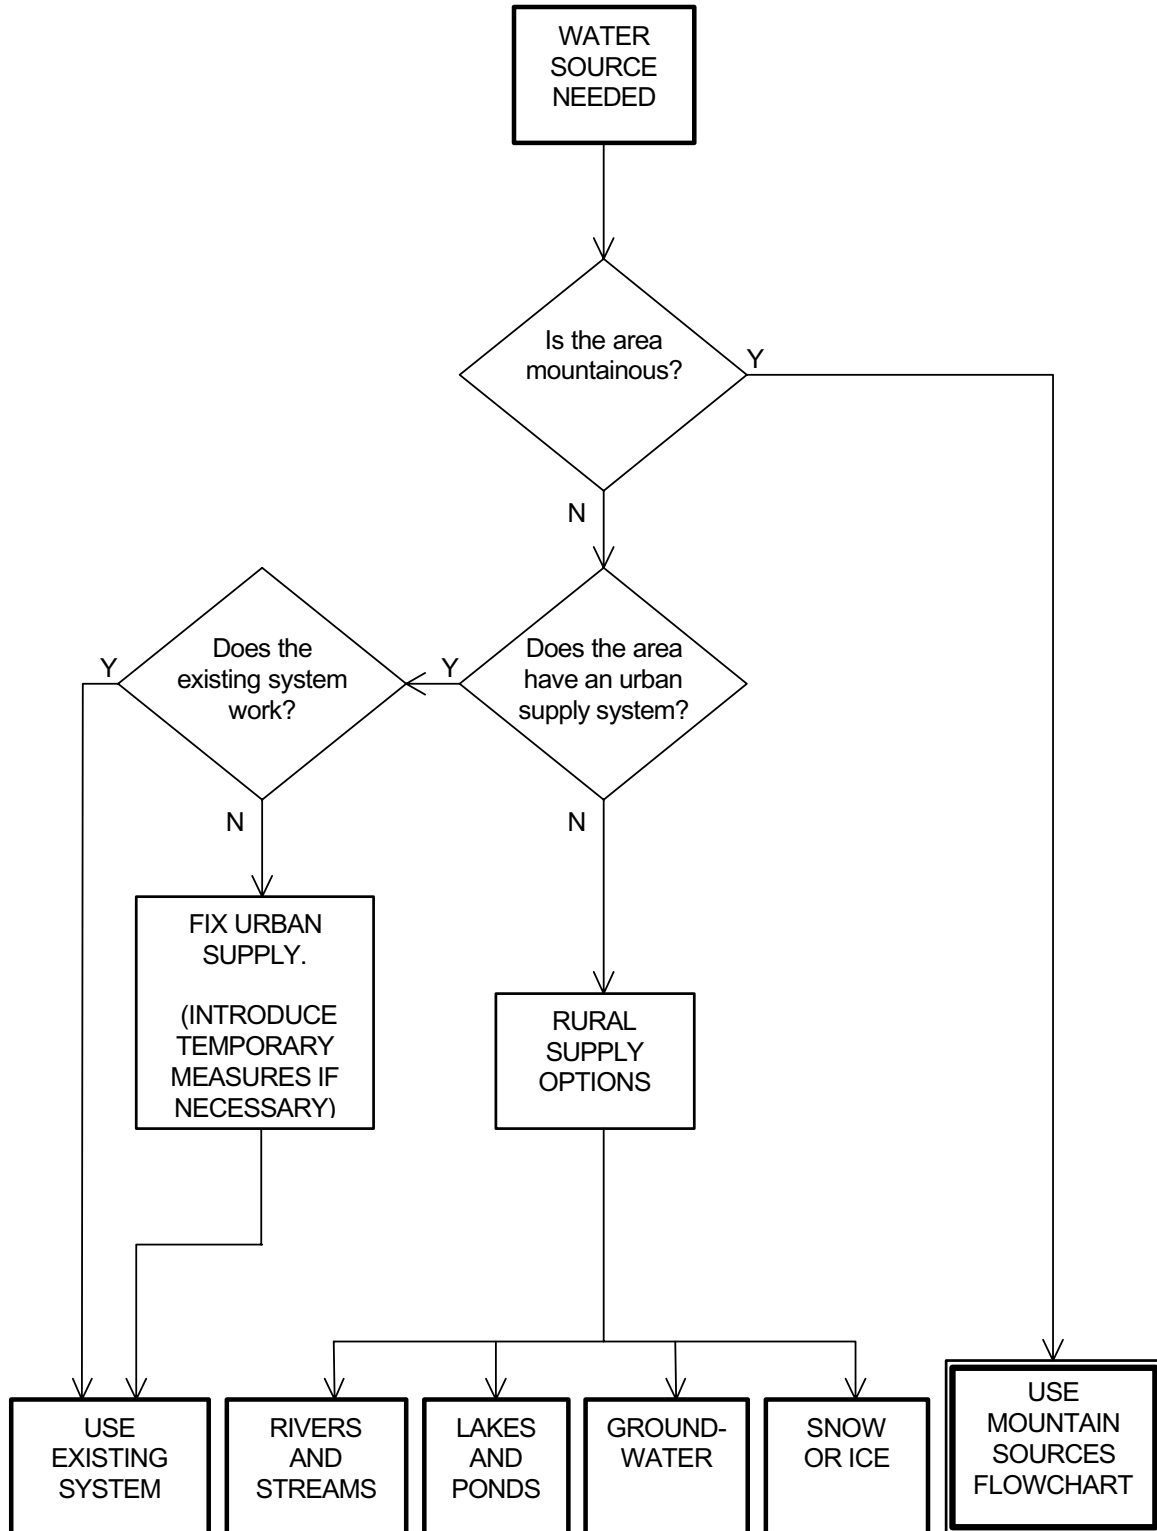 WATER
SOURCE
NEEDED
Is the area
mountainous?
Y
N
Does the
existing system
work?
Y
Y
Does the area
have an urban
supply system?
N
N
FIX URBAN
SUPPLY.
(INTRODUCE
TEMPORARY
MEASURES IF
NECESSARY)
RURAL
SUPPLY
OPTIONS
USE
EXISTING
SYSTEM
RIVERS
AND
STREAMS
LAKES
AND
PONDS
GROUND-
WATER
SNOW
OR ICE
USE
MOUNTAIN
SOURCES
FLOWCHART